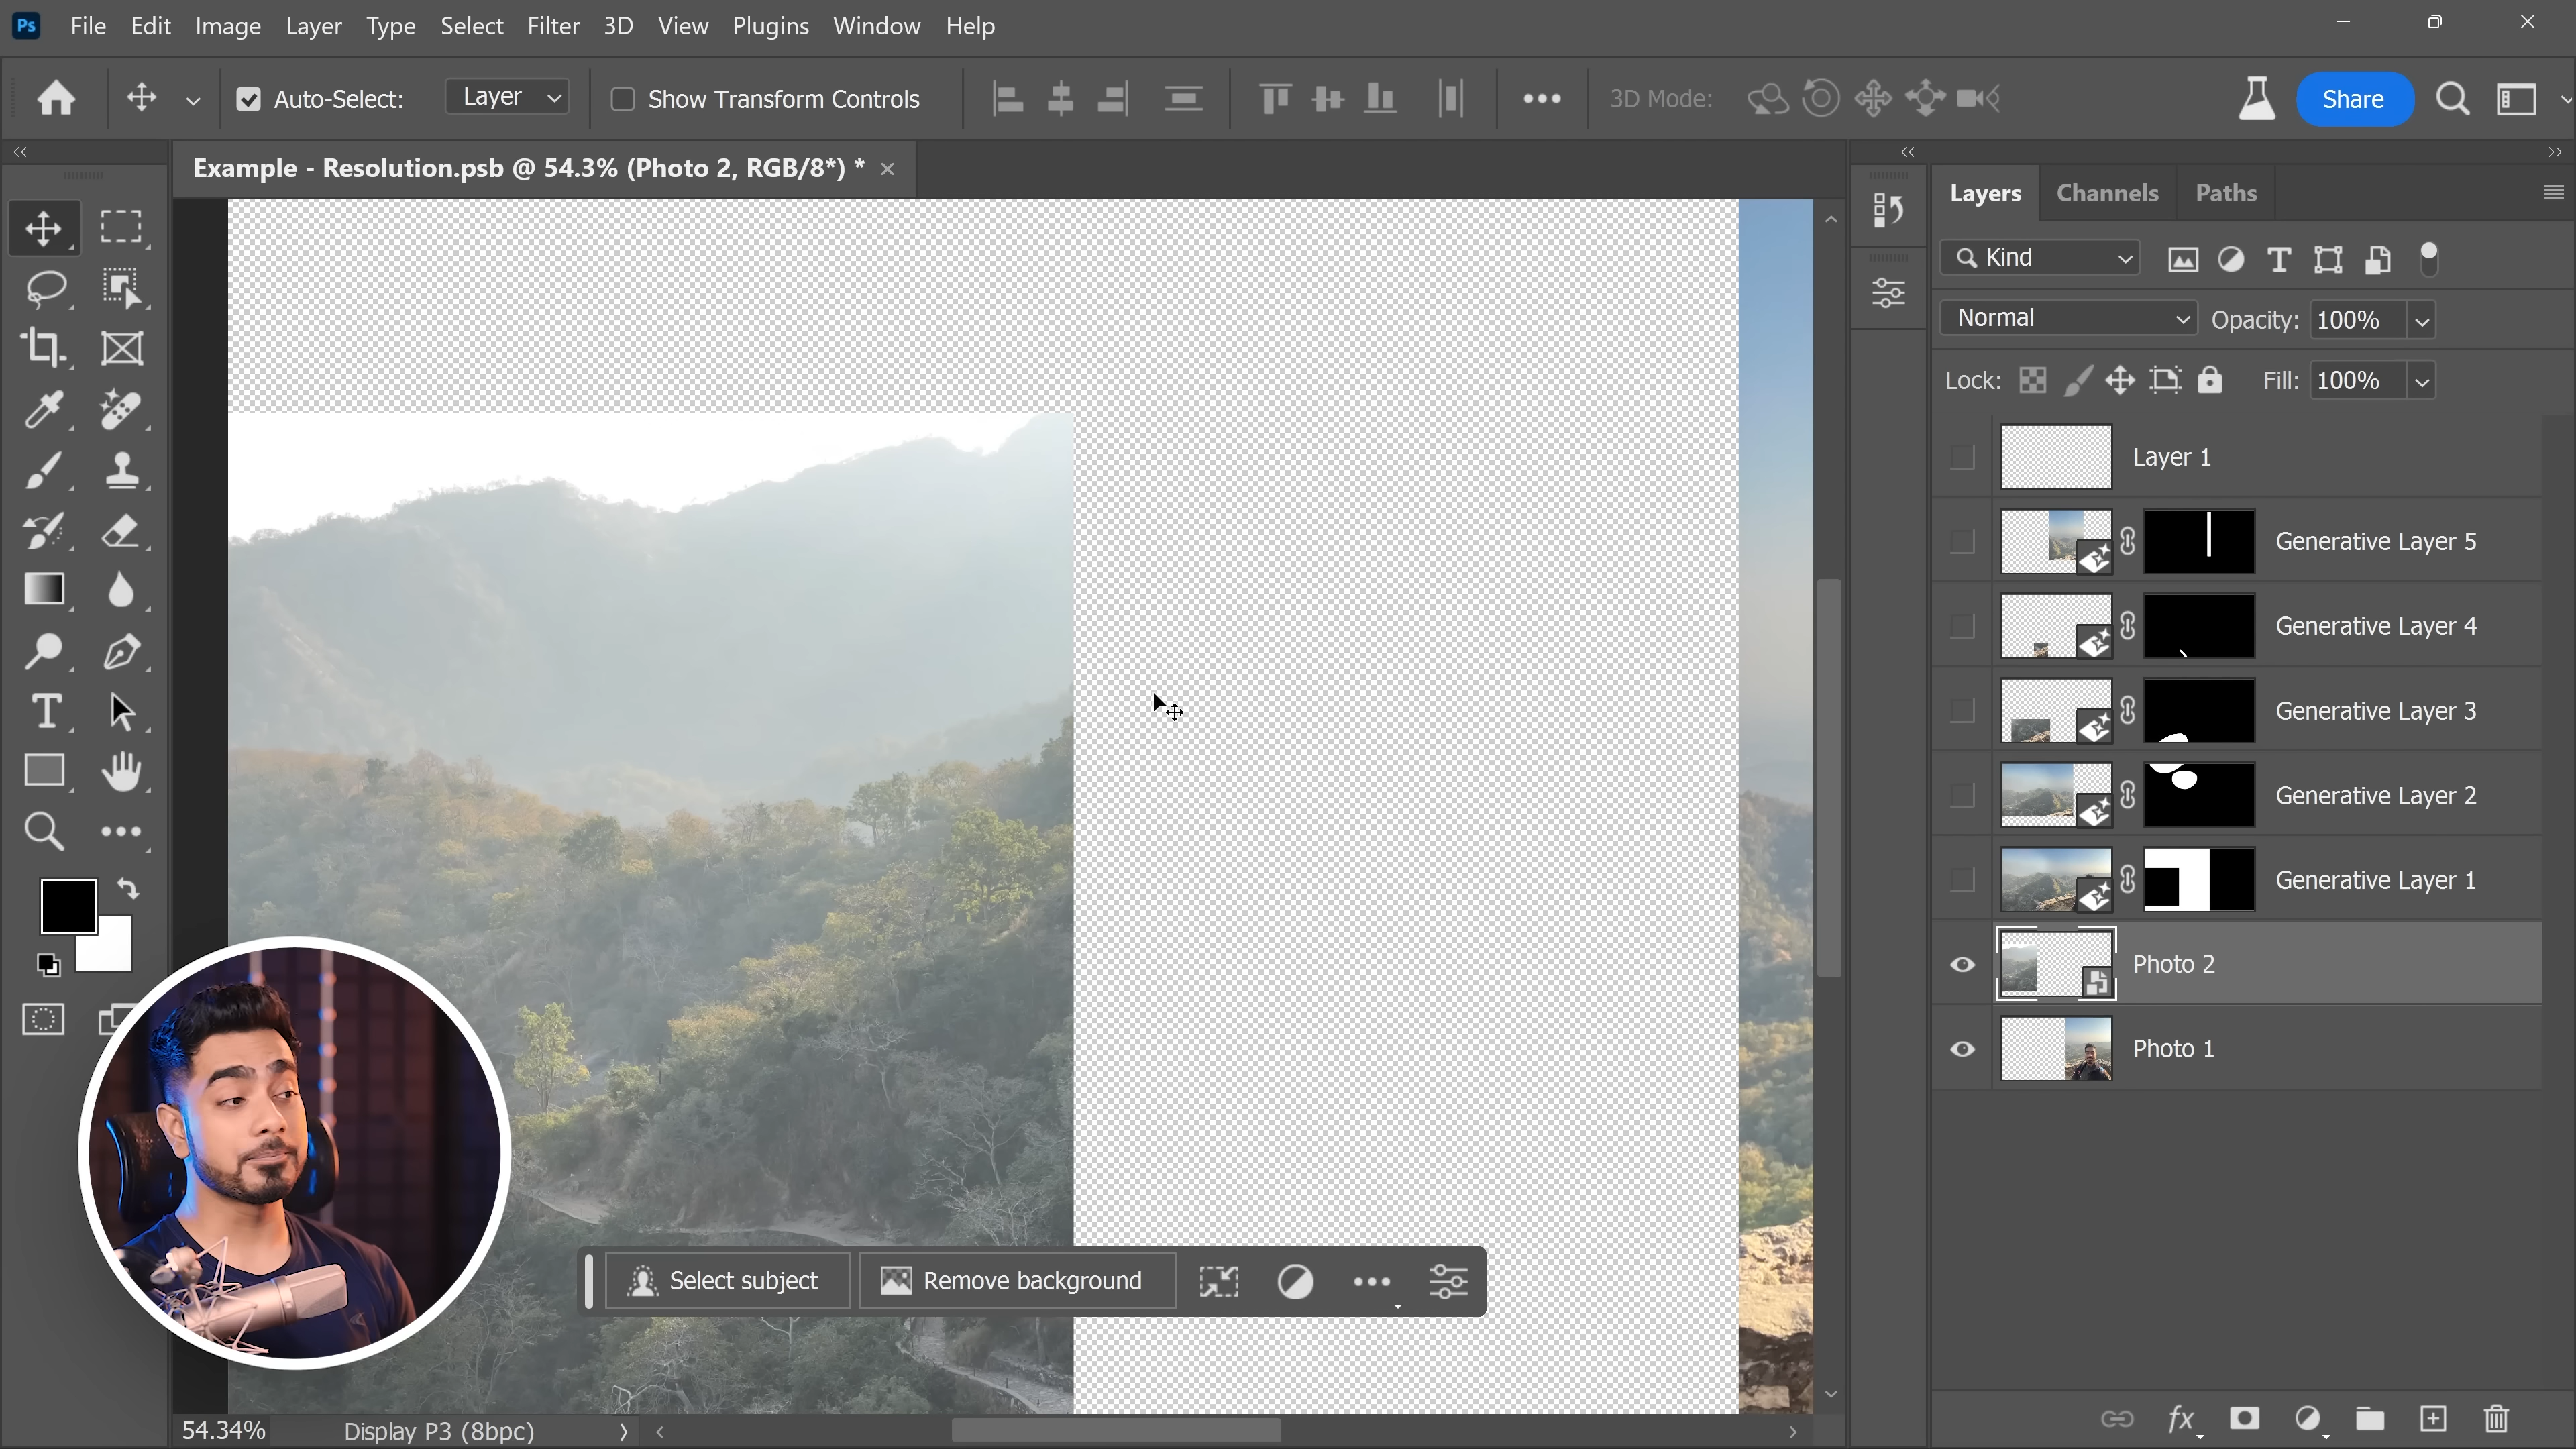 Ps File Edit Image Layer Type Select Filter 3D View Plugins Window Help
Auto-Select: Layer Show Transform Controls 3D Mode: Share
Example - Resolution.psb @ 54.3% (Photo 2, RGB/8*) *
Layers Channels Paths
Kind
Normal Opacity: 100%
Lock: Fill: 100%
Layer 1
Generative Layer 5
Generative Layer 4
Generative Layer 3
Generative Layer 2
Generative Layer 1
Photo 2
Photo 1
Select subject Remove background
54.34% Display P3 (8bpc)
fx